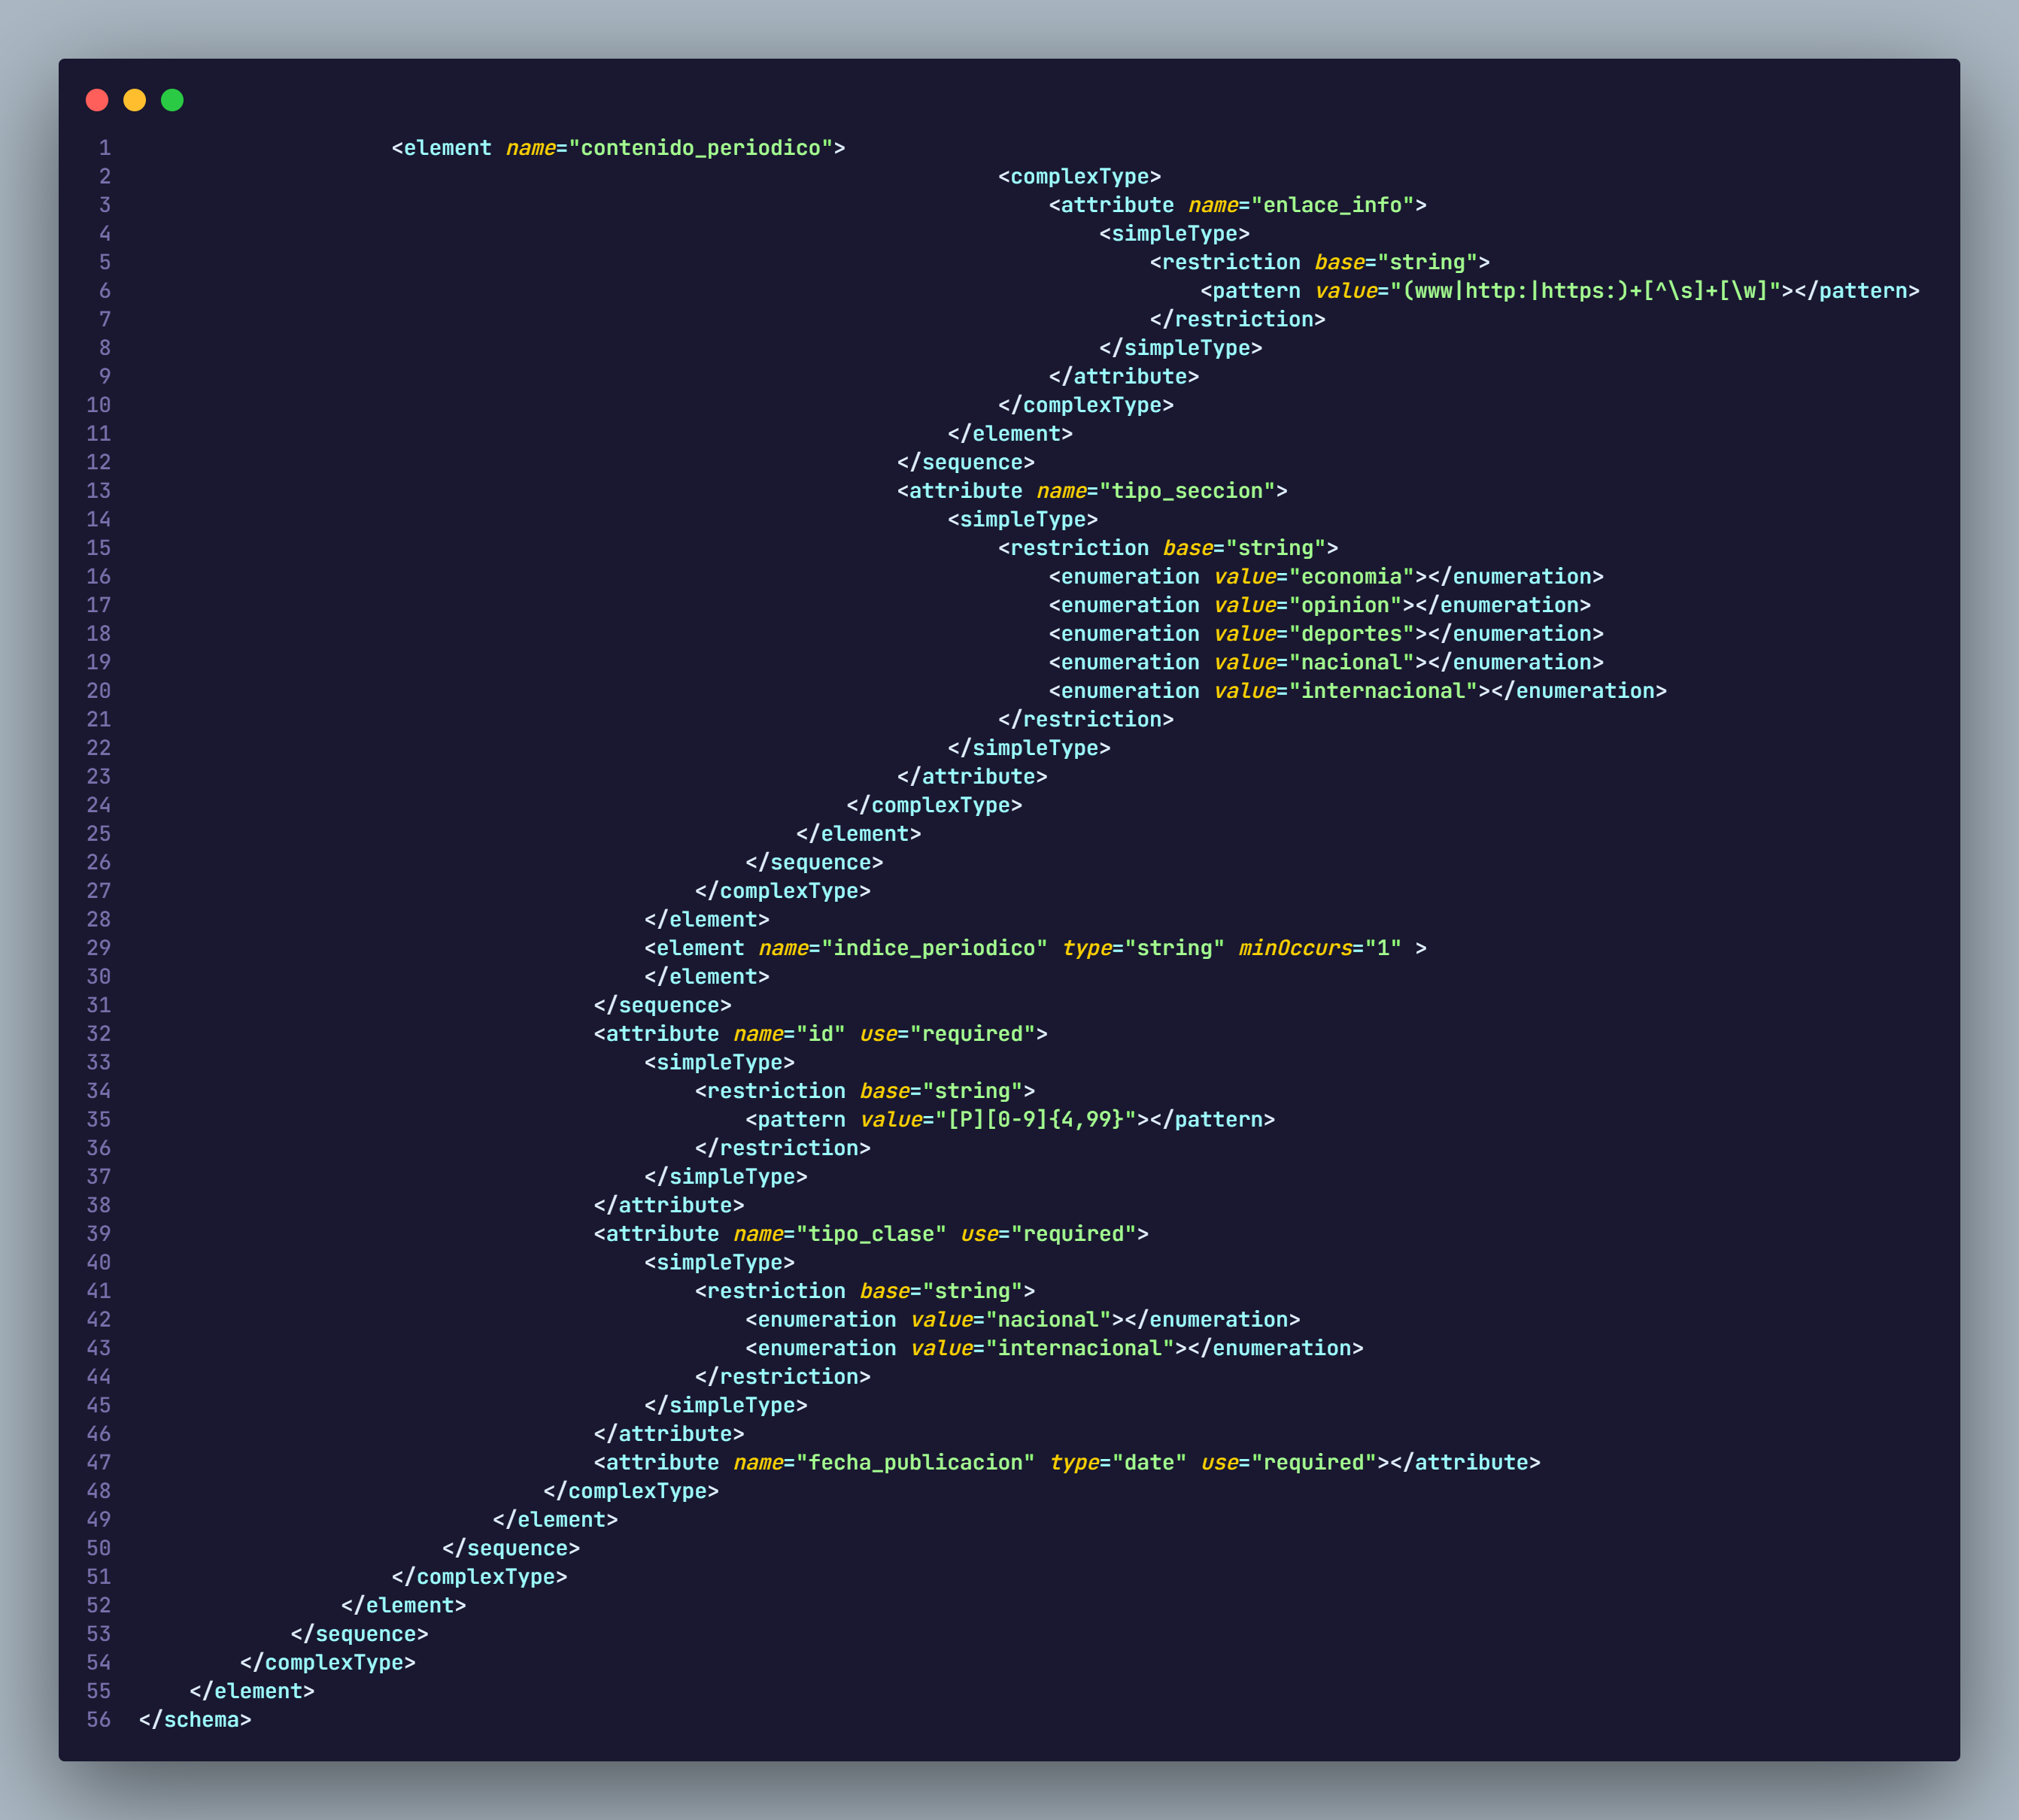 1 <element name="contenido_periodico">
2 <complexType>
3 <attribute name="enlace_info">
4 <simpleType>
5 <restriction base="string">
6 <pattern value="(www|http:|https:)+[^\s]+[\w]"></pattern>
7 </restriction>
8 </simpleType>
9 </attribute>
10 </complexType>
11 </element>
12 </sequence>
13 <attribute name="tipo_seccion">
14 <simpleType>
15 <restriction base="string">
16 <enumeration value="economia"></enumeration>
17 <enumeration value="opinion"></enumeration>
18 <enumeration value="deportes"></enumeration>
19 <enumeration value="nacional"></enumeration>
20 <enumeration value="internacional"></enumeration>
21 </restriction>
22 </simpleType>
23 </attribute>
24 </complexType>
25 </element>
26 </sequence>
27 </complexType>
28 </element>
29 <element name="indice_periodico" type="string" minOccurs="1" >
30 </element>
31 </sequence>
32 <attribute name="id" use="required">
33 <simpleType>
34 <restriction base="string">
35 <pattern value="[P][0-9]{4,99}"></pattern>
36 </restriction>
37 </simpleType>
38 </attribute>
39 <attribute name="tipo_clase" use="required">
40 <simpleType>
41 <restriction base="string">
42 <enumeration value="nacional"></enumeration>
43 <enumeration value="internacional"></enumeration>
44 </restriction>
45 </simpleType>
46 </attribute>
47 <attribute name="fecha_publicacion" type="date" use="required"></attribute>
48 </complexType>
49 </element>
50 </sequence>
51 </complexType>
52 </element>
53 </sequence>
54 </complexType>
55 </element>
56 </schema>